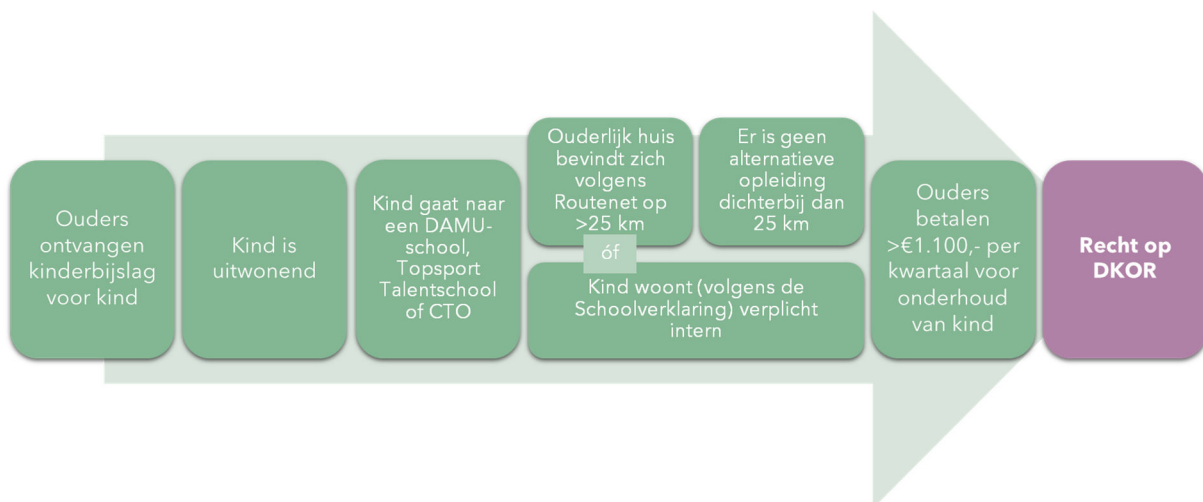 Ouders
ontvangen
kinderbijslag
voor kind
Kind is
uitwonend
Kind gaat naar
een DAMU-
school,
Topsport
Talentschool
of CTO
Ouderlijk huis
bevindt zich
volgens
Routenet op
>25 km
Er is geen
alternatieve
opleiding
dichterbij dan
25 km
óf
Kind woont (volgens de
Schoolverklaring) verplicht
intern
Ouders
betalen
>€1.100,- per
kwartaal voor
onderhoud
van kind
Recht op
DKOR